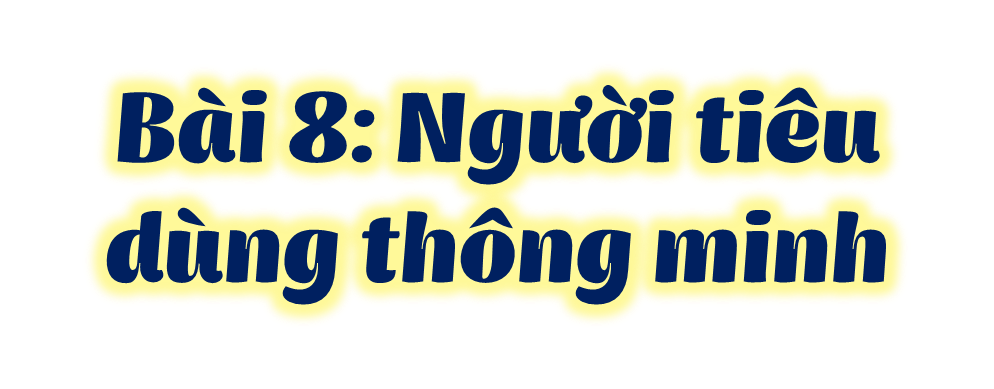 Bài 8: Người tiêu
dùng thông minh